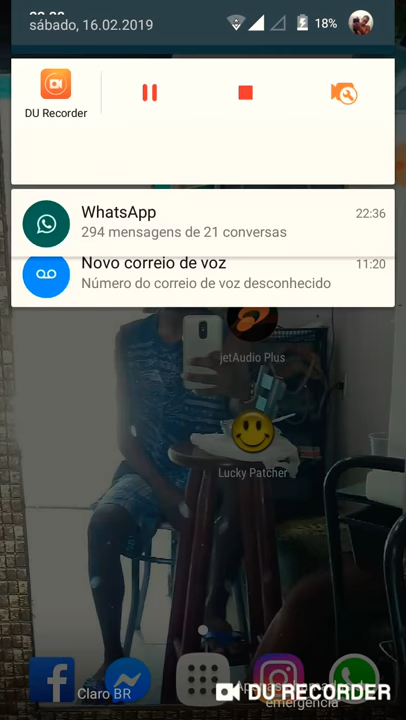 sábado, 16.02.2019
18%
DU Recorder
WhatsApp
22:36
294 mensagens de 21 conversas
Novo correio de voz
11:20
Número do correio de voz desconhecido
jetAudio Plus
Lucky Patcher
Claro BR
emergência
DU RECORDER